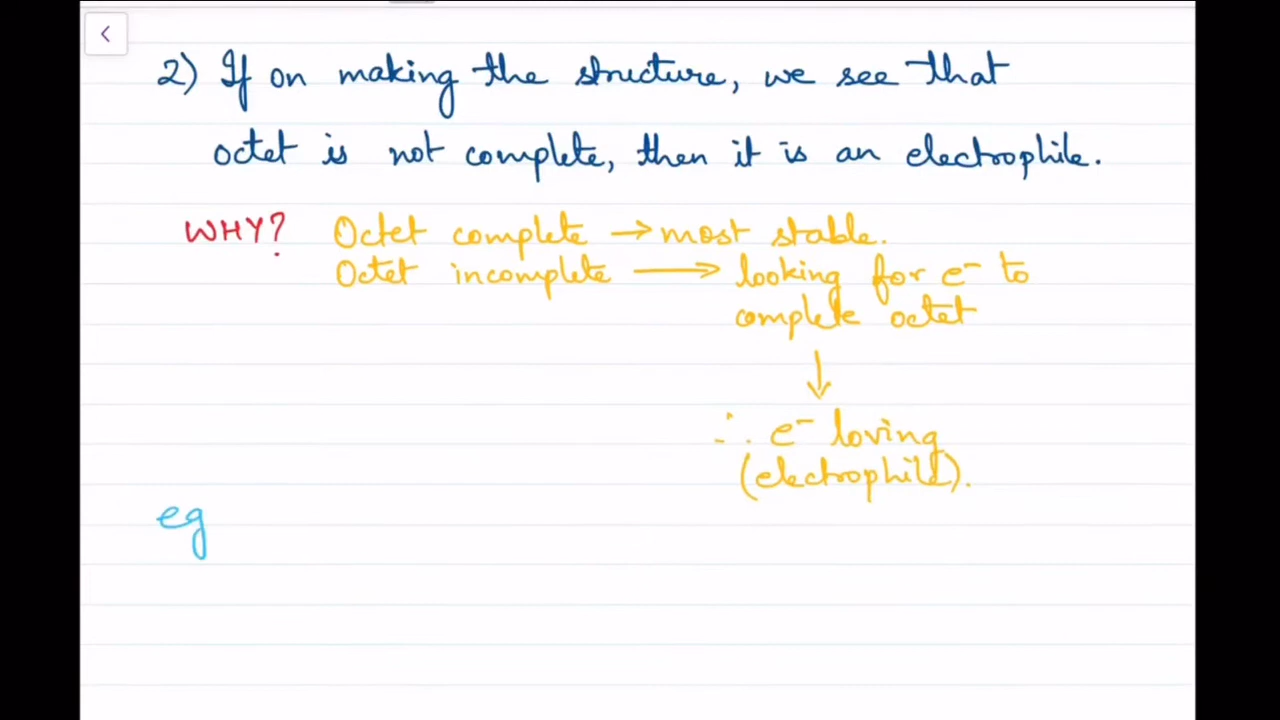 2) If on making the structure, we see that
octet is not complete, then it is an electrophile.
WHY? Octet complete → most stable.
Octet incomplete → looking for e⁻ to
complete octet
↓
∴ e⁻ loving
(electrophile).
eg